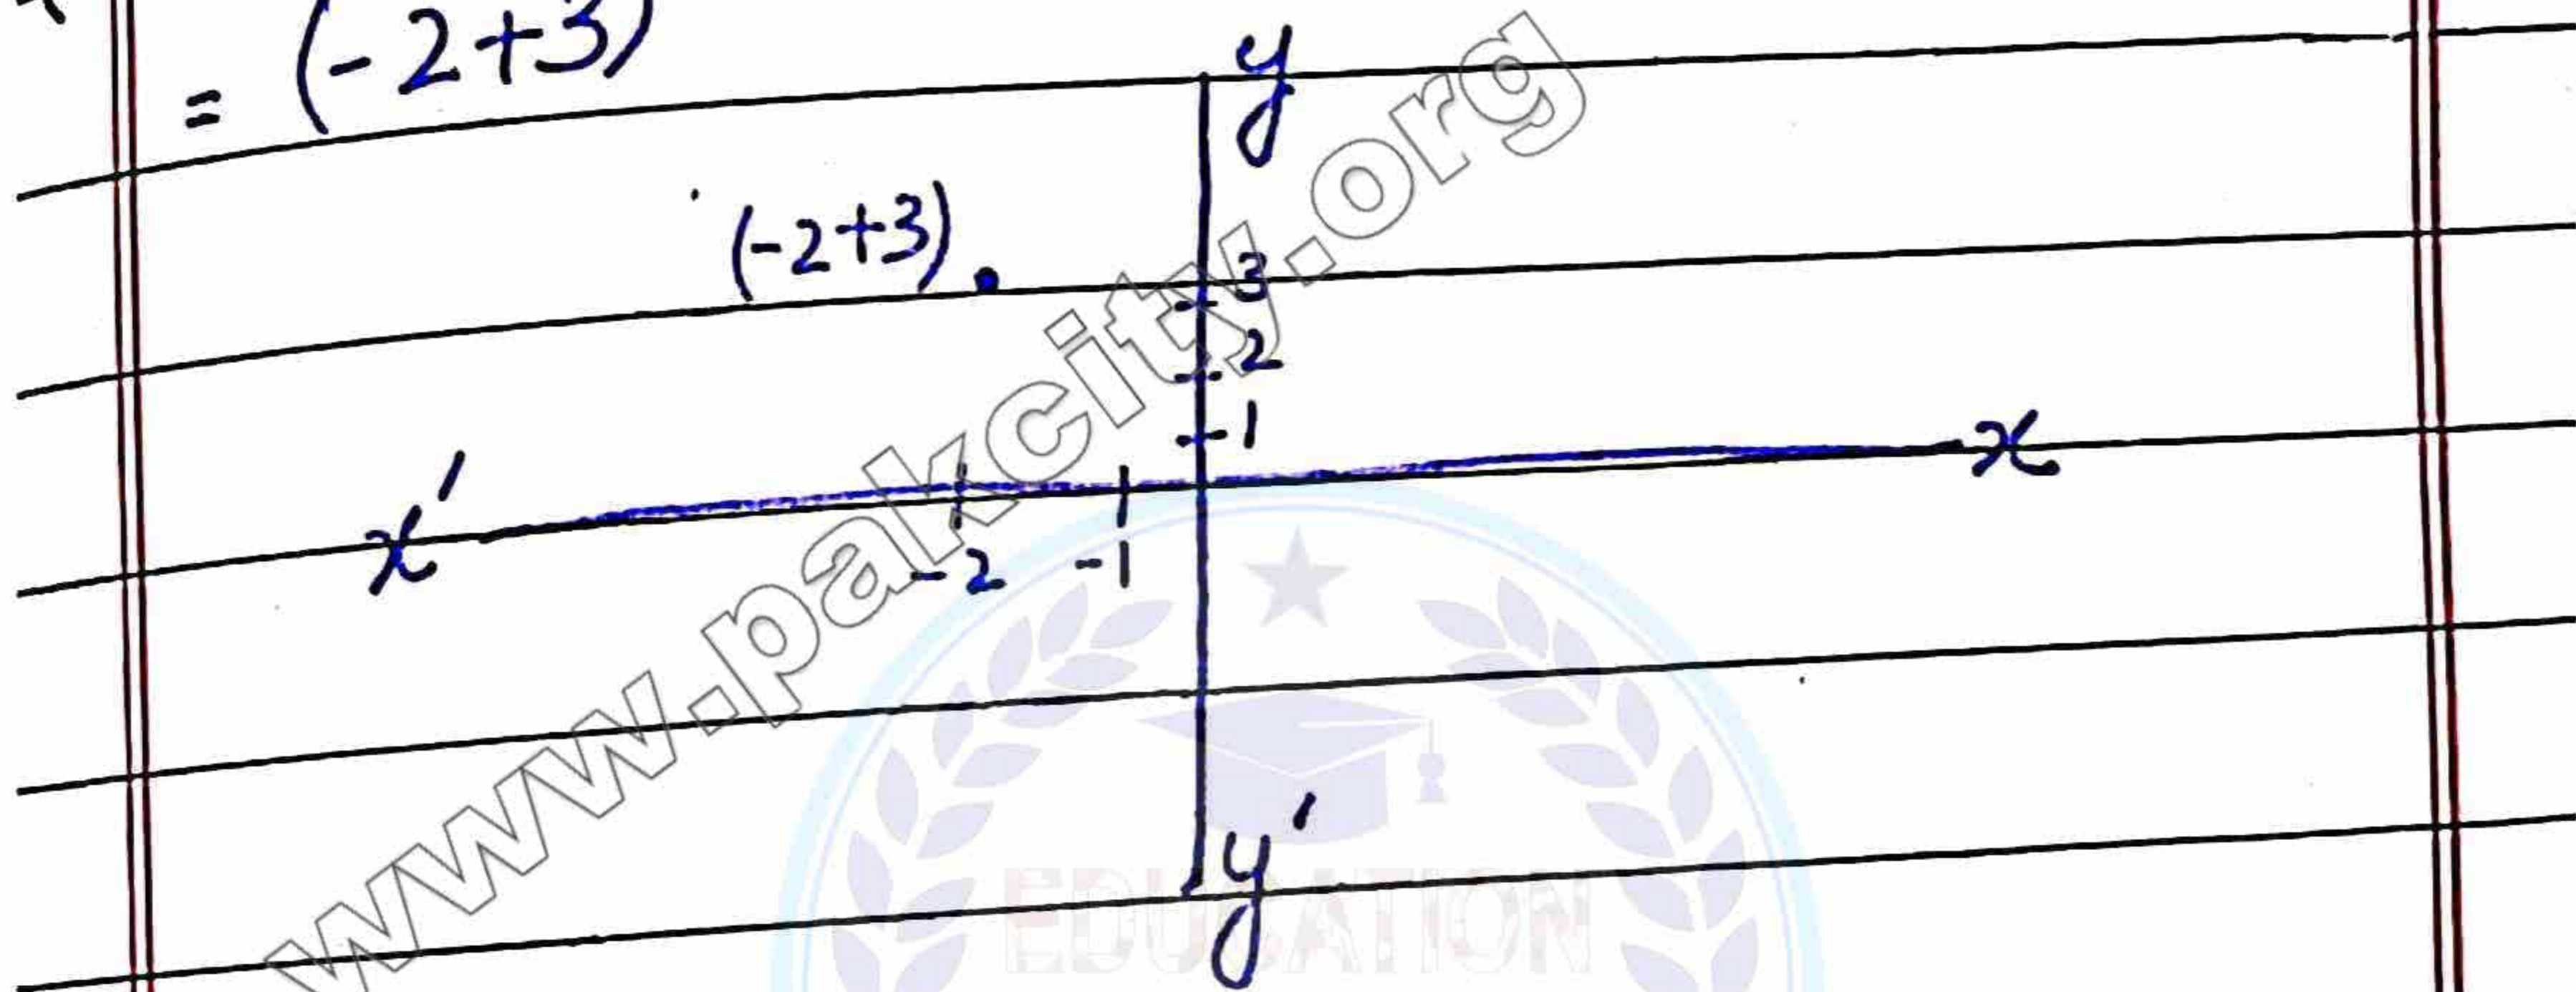 = (-2+3)
y
(-2+3) .
3
2
1
x
x'
-2 -1
y'
www.pakcity.org
EDUCATION